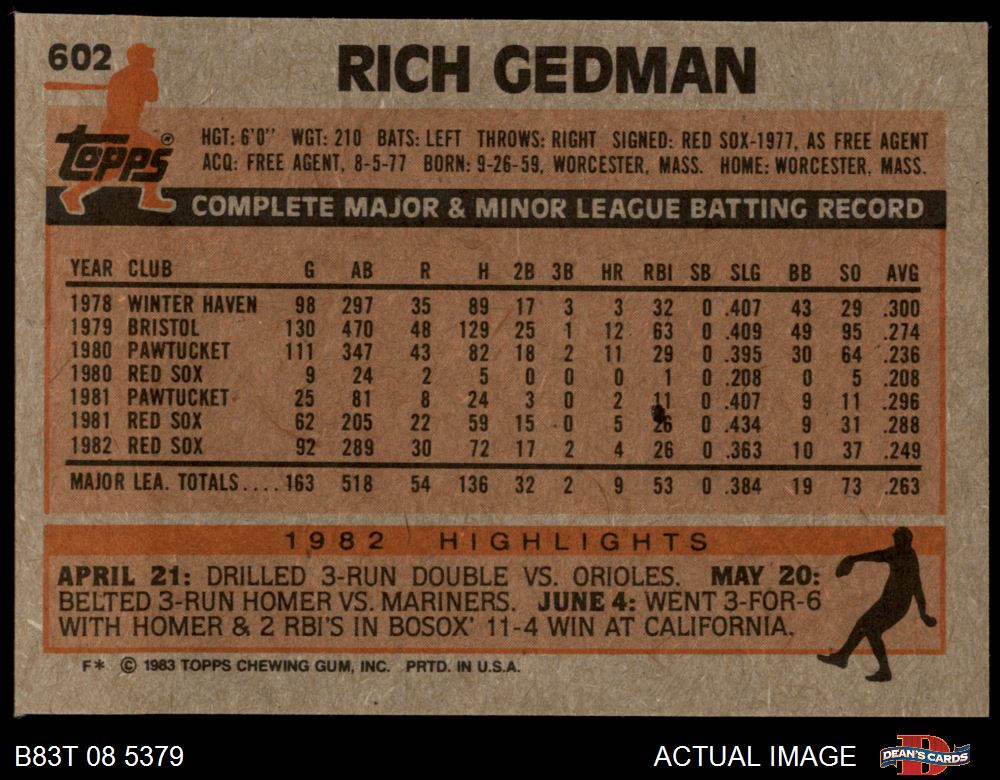 602
RICH GEDMAN
Topps®
HGT: 6'0" WGT: 210 BATS: LEFT THROWS: RIGHT SIGNED: RED SOX-1977, AS FREE AGENT
ACQ: FREE AGENT, 8-5-77 BORN: 9-26-59, WORCESTER, MASS. HOME: WORCESTER, MASS.
COMPLETE MAJOR & MINOR LEAGUE BATTING RECORD
YEAR CLUB G AB R H 2B 3B HR RBI SB SLG BB SO AVG
1978 WINTER HAVEN 98 297 35 89 17 3 3 32 0 .407 43 29 .300
1979 BRISTOL 130 470 48 129 25 1 12 63 0 .409 49 95 .274
1980 PAWTUCKET 111 347 43 82 18 2 11 29 0 .395 30 64 .236
1980 RED SOX 9 24 2 5 0 0 0 1 0 .208 0 5 .208
1981 PAWTUCKET 25 81 8 24 3 0 2 11 0 .407 9 11 .296
1981 RED SOX 62 205 22 59 15 0 5 26 0 .434 9 31 .288
1982 RED SOX 92 289 30 72 17 2 4 26 0 .363 10 37 .249
MAJOR LEA. TOTALS.... 163 518 54 136 32 2 9 53 0 .384 19 73 .263
1982 HIGHLIGHTS
APRIL 21: DRILLED 3-RUN DOUBLE VS. ORIOLES. MAY 20:
BELTED 3-RUN HOMER VS. MARINERS. JUNE 4: WENT 3-FOR-6
WITH HOMER & 2 RBI'S IN BOSOX' 11-4 WIN AT CALIFORNIA.
F* © 1983 TOPPS CHEWING GUM, INC. PRTD. IN U.S.A.
B83T 08 5379
ACTUAL IMAGE
DEAN'S CARDS